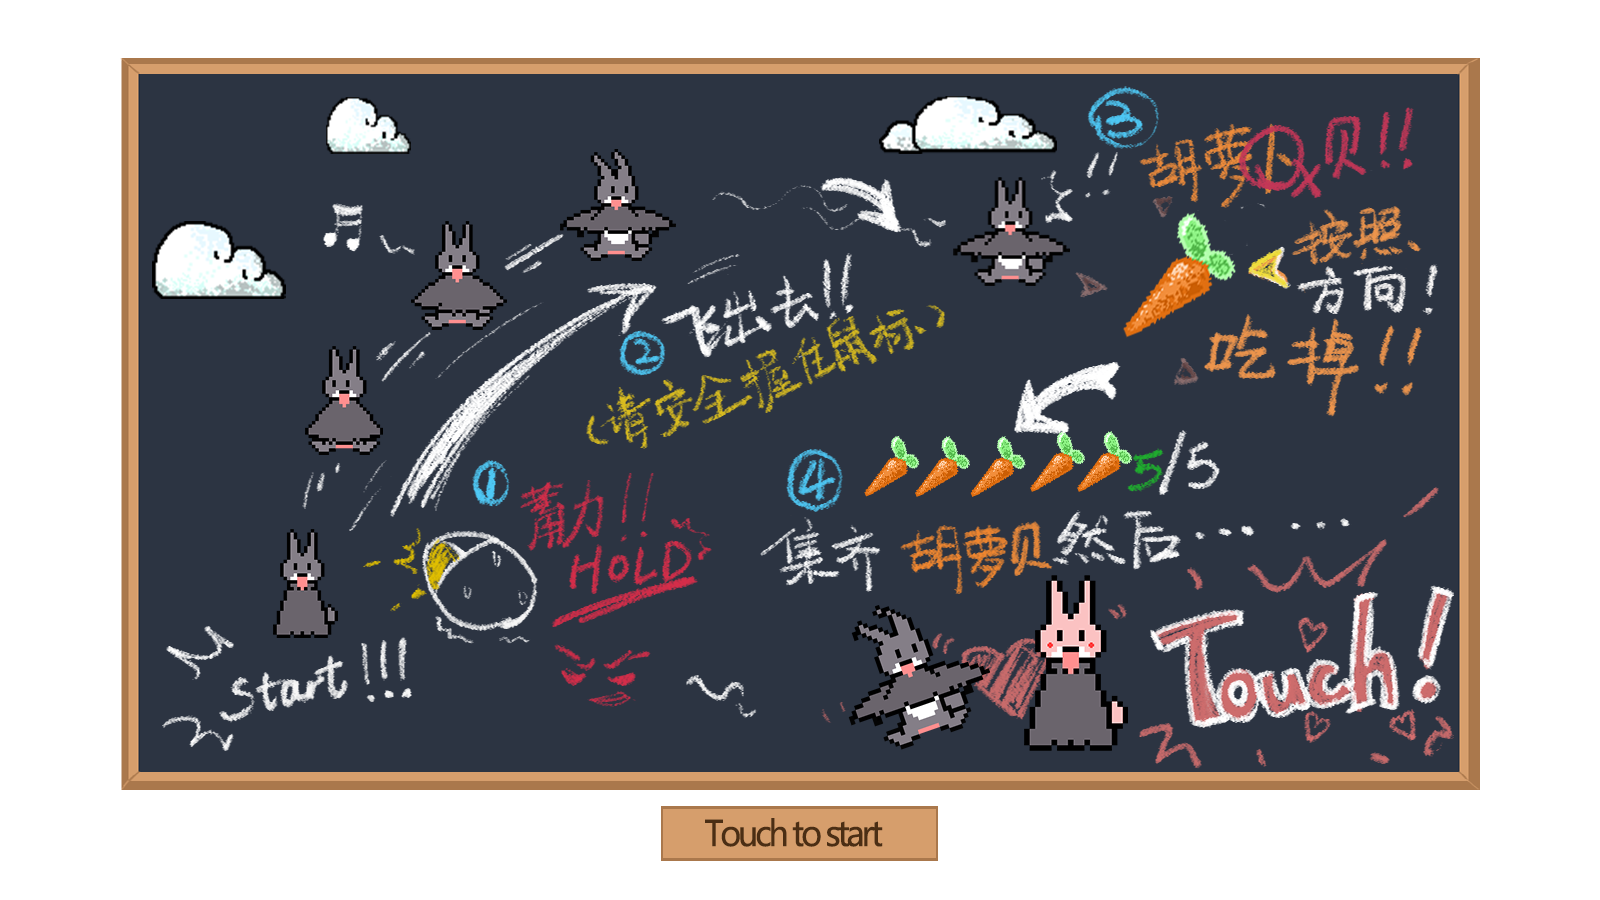 Start!!!
①
莆力!!
HOLD
②
飞出去!!
(请安全握住鼠标、)
③
胡萝卜x贝!!
按照、
方向!
吃掉!!
④
5/5
集齐胡萝贝然后……
Touch!
Touch to start